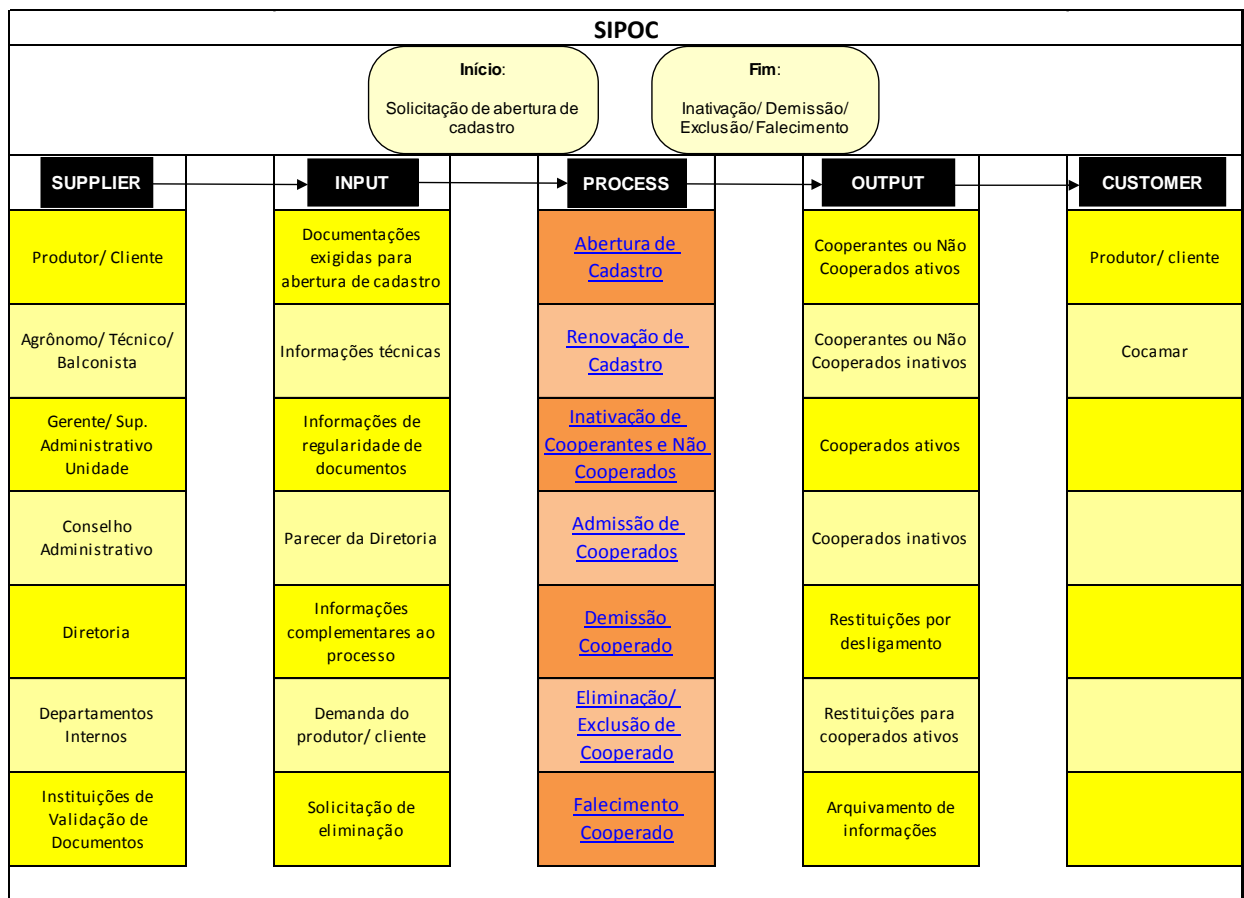 SIPOC
Início:
Solicitação de abertura de
cadastro
Fim:
Inativação/ Demissão/
Exclusão/ Falecimento
SUPPLIER
INPUT
PROCESS
OUTPUT
CUSTOMER
Produtor/ Cliente
Documentações
exigidas para
abertura de cadastro
Abertura de
Cadastro
Cooperantes ou Não
Cooperados ativos
Produtor/ cliente
Agrônomo/ Técnico/
Balconista
Informações técnicas
Renovação de
Cadastro
Cooperantes ou Não
Cooperados inativos
Cocamar
Gerente/ Sup.
Administrativo
Unidade
Informações de
regularidade de
documentos
Inativação de
Cooperantes e Não
Cooperados
Cooperados ativos
Conselho
Administrativo
Parecer da Diretoria
Admissão de
Cooperados
Cooperados inativos
Diretoria
Informações
complementares ao
processo
Demissão
Cooperado
Restituições por
desligamento
Departamentos
Internos
Demanda do
produtor/ cliente
Eliminação/
Exclusão de
Cooperado
Restituições para
cooperados ativos
Instituições de
Validação de
Documentos
Solicitação de
eliminação
Falecimento
Cooperado
Arquivamento de
informações